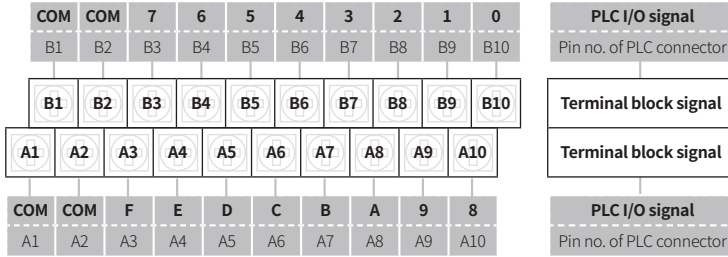 COM COM 7 6 5 4 3 2 1 0 PLC I/O signal
B1 B2 B3 B4 B5 B6 B7 B8 B9 B10 Pin no. of PLC connector
B1 B2 B3 B4 B5 B6 B7 B8 B9 B10 Terminal block signal
A1 A2 A3 A4 A5 A6 A7 A8 A9 A10 Terminal block signal
COM COM F E D C B A 9 8 PLC I/O signal
A1 A2 A3 A4 A5 A6 A7 A8 A9 A10 Pin no. of PLC connector